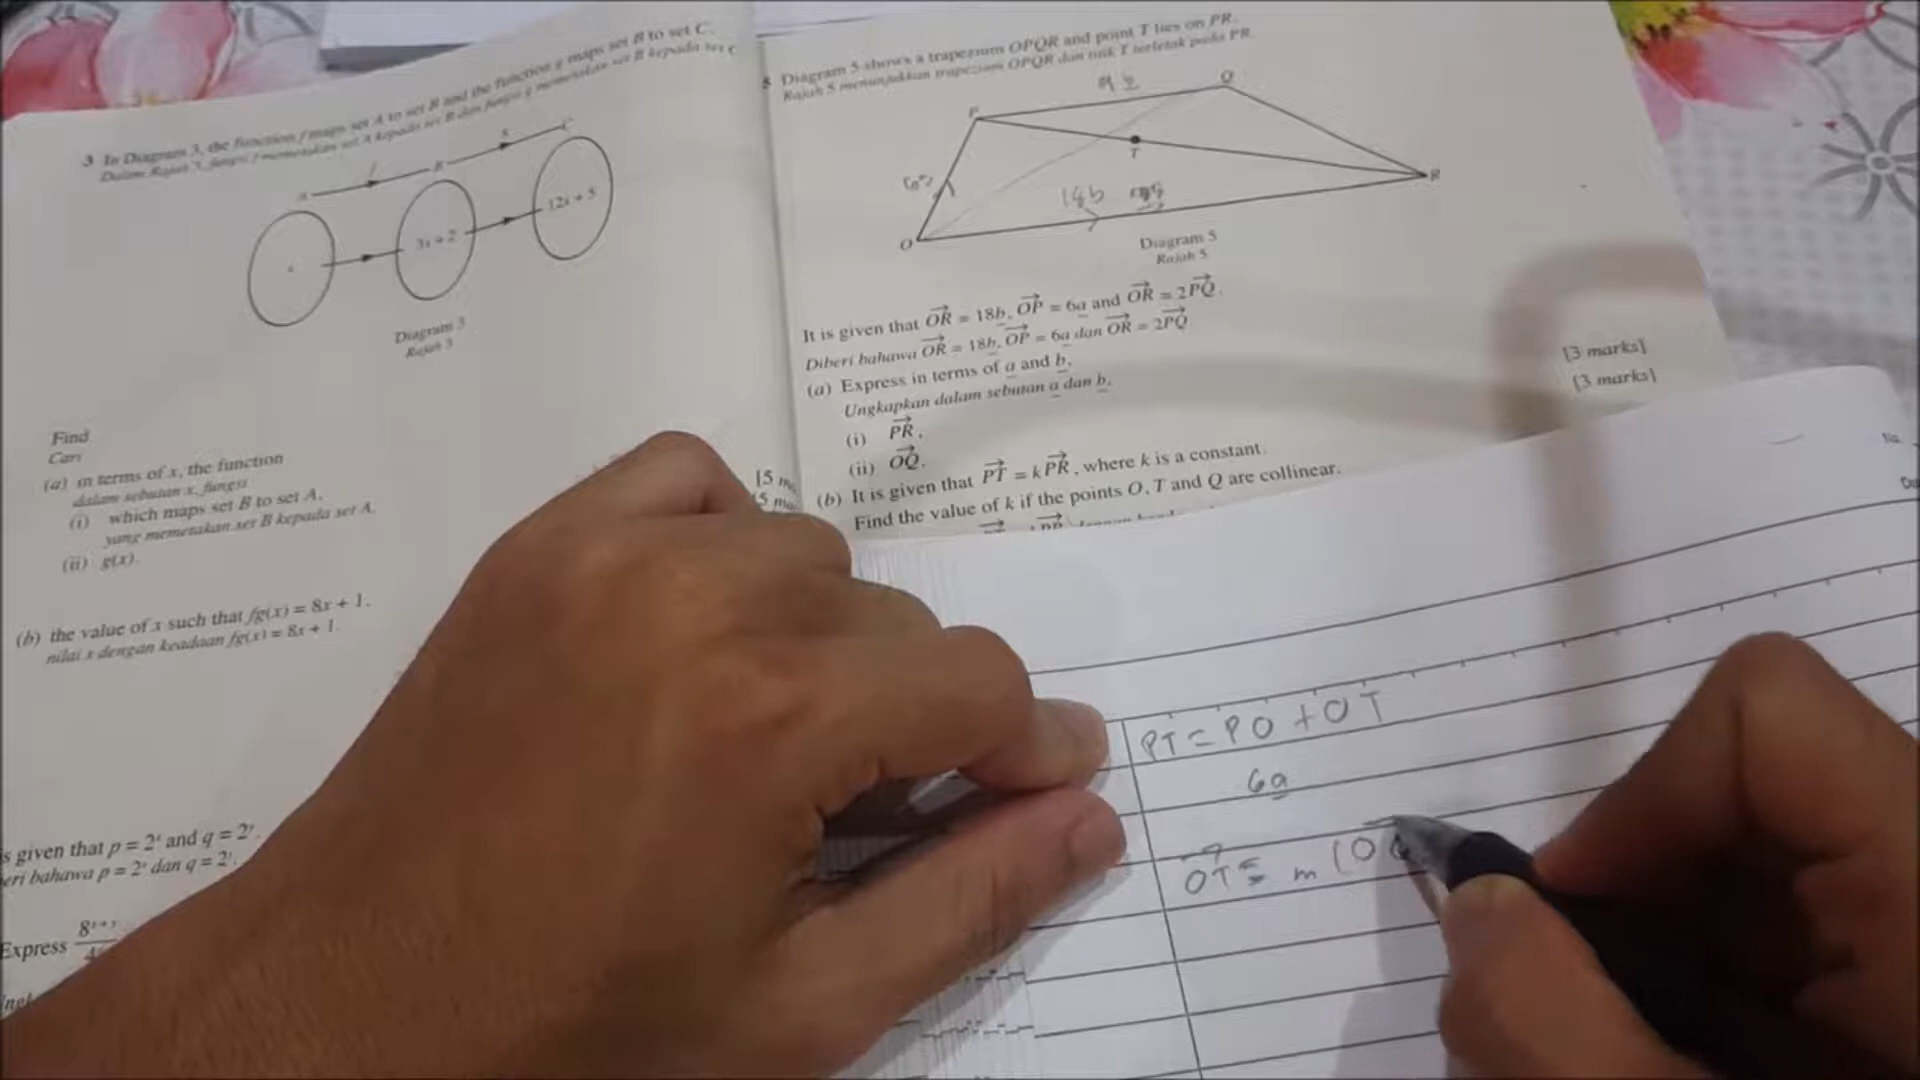 3 In Diagram 3, the function f maps set A to set B and the function g maps set B to set C.
Dalam Rajah 3, fungsi f memetakan set A kepada set B dan fungsi g memetakan set B kepada set C
A
f
B
g
C
x
3x + 2
12x + 5
Diagram 3
Rajah 3
Find
Cari
(a) in terms of x, the function
dalam sebutan x, fungsi
(i) which maps set B to set A,
yang memetakan set B kepada set A,
(ii) g(x).
(b) the value of x such that fg(x) = 8x + 1.
nilai x dengan keadaan fg(x) = 8x + 1.
[5 ma
[5 ma
is given that p = 2ˣ and q = 2ʸ.
beri bahawa p = 2ˣ dan q = 2ʸ.
Express 8ˣ⁺ʸ
5 Diagram 5 shows a trapezium OPQR and point T lies on PR.
Rajah 5 menunjukkan trapezium OPQR dan titik T terletak pada PR.
P
9b
Q
T
R
18b
O
Diagram 5
Rajah 5
It is given that OR = 18b, OP = 6a and OR = 2PQ.
Diberi bahawa OR = 18b, OP = 6a dan OR = 2PQ
(a) Express in terms of a and b,
Ungkapkan dalam sebutan a dan b,
(i) PR,
(ii) OQ.
[3 marks]
[3 marks]
(b) It is given that PT = kPR, where k is a constant.
Find the value of k if the points O, T and Q are collinear.
No.
PT = PO + OT
6a
OT = m (O